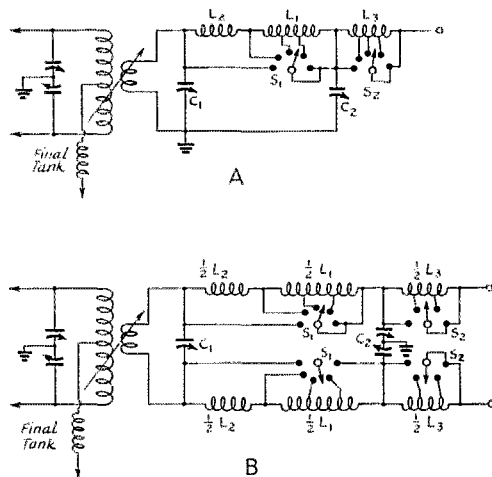 L2 L1 L3
S1 S2
C1 C2
Final
Tank
A
1/2 L2 1/2 L1 1/2 L3
S1 S2
C1 C2
S1 S2
Final
Tank
1/2 L2 1/2 L1 1/2 L3
B